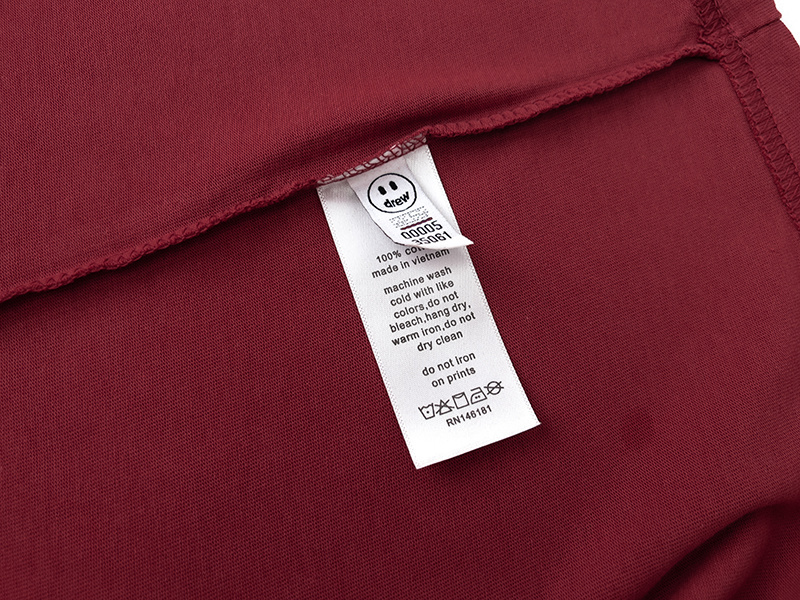 drew
00005
35061
100%
made in vietnam
machine wash
cold with like
colors,do not
bleach,hang dry,
warm iron,do not
dry clean
do not iron
on prints
RN146181